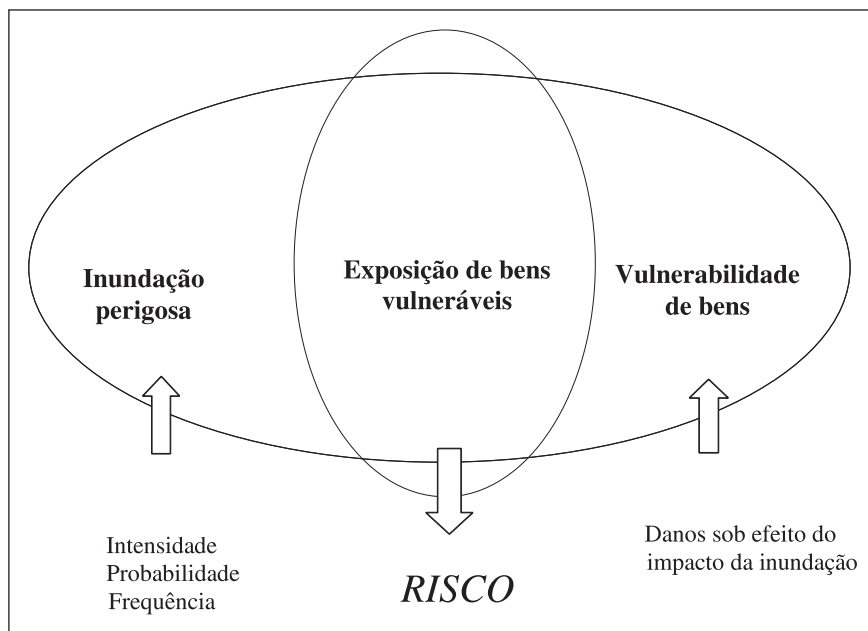 Inundação
perigosa
Exposição de bens
vulneráveis
Vulnerabilidade
de bens
Intensidade
Probabilidade
Frequência
RISCO
Danos sob efeito do
impacto da inundação